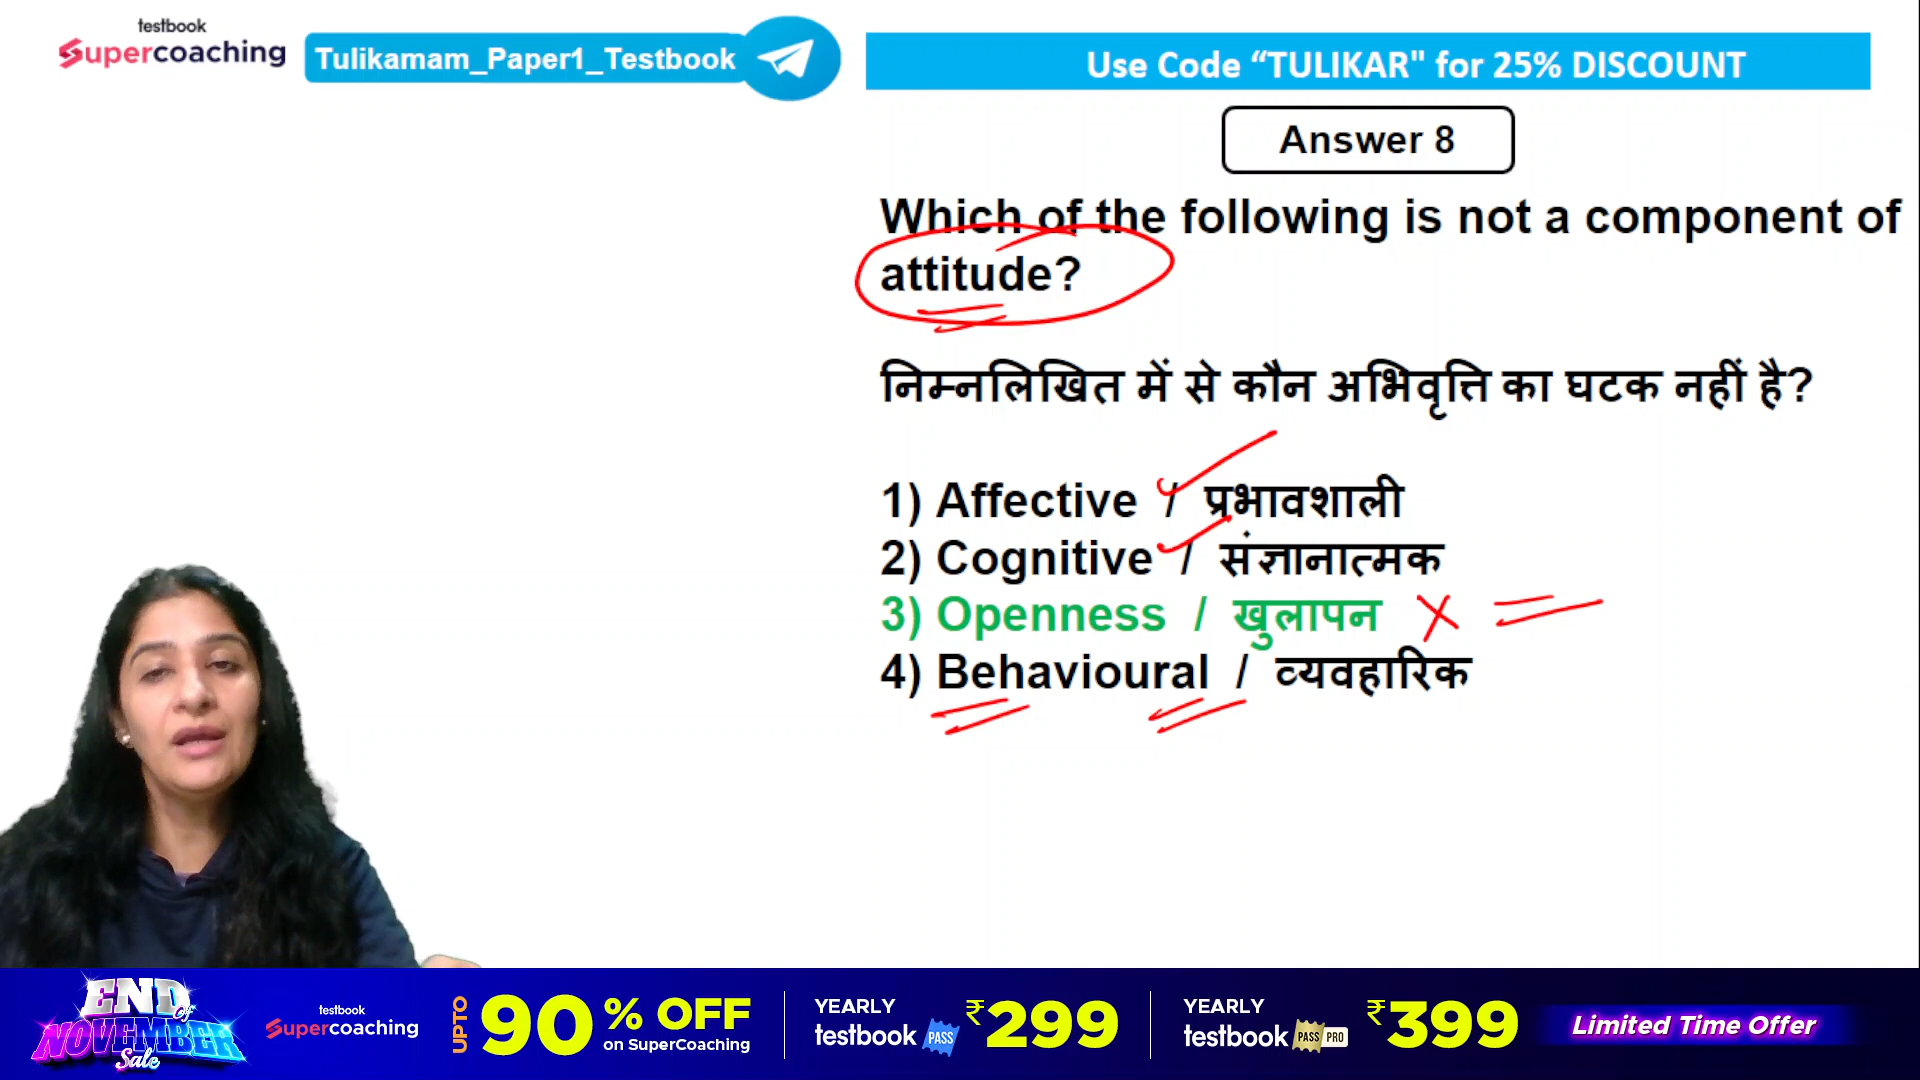 testbook
Supercoaching
Tulikamam_Paper1_Testbook
Use Code “TULIKAR" for 25% DISCOUNT
Answer 8
Which of the following is not a component of
attitude?
निम्नलिखित में से कौन अभिवृत्ति का घटक नहीं है?
1) Affective / प्रभावशाली
2) Cognitive / संज्ञानात्मक
3) Openness / खुलापन
4) Behavioural / व्यवहारिक
END Of
NOVEMBER
Sale
testbook
Supercoaching
UPTO 90 % OFF
on SuperCoaching
YEARLY
testbook PASS
₹299
YEARLY
testbook PASS PRO
₹399
Limited Time Offer